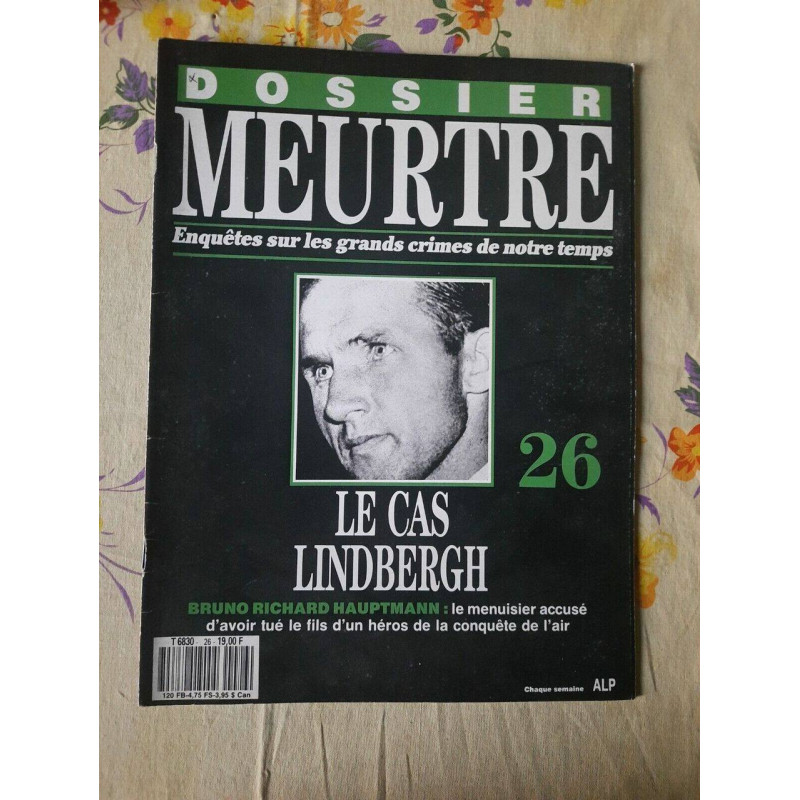 DOSSIER
MEURTRE
Enquêtes sur les grands crimes de notre temps
26
LE CAS
LINDBERGH
BRUNO RICHARD HAUPTMANN : le menuisier accusé
d'avoir tué le fils d'un héros de la conquête de l'air
T 6830 - 26 - 19,00 F
120 FB-4,75 FS-3,95 $ Can
Chaque semaine ALP